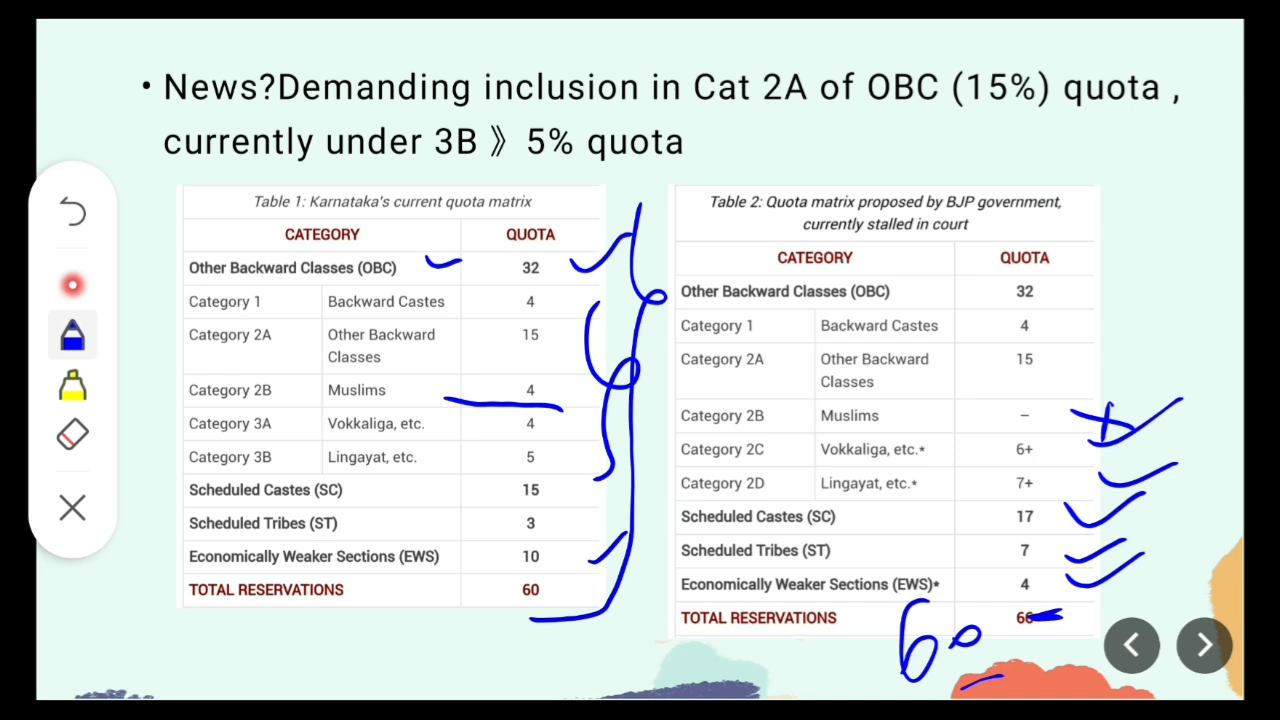 • News?Demanding inclusion in Cat 2A of OBC (15%) quota ,
currently under 3B 》 5% quota
Table 1: Karnataka's current quota matrix
CATEGORY QUOTA
Other Backward Classes (OBC) 32
Category 1 Backward Castes 4
Category 2A Other Backward Classes 15
Category 2B Muslims 4
Category 3A Vokkaliga, etc. 4
Category 3B Lingayat, etc. 5
Scheduled Castes (SC) 15
Scheduled Tribes (ST) 3
Economically Weaker Sections (EWS) 10
TOTAL RESERVATIONS 60
Table 2: Quota matrix proposed by BJP government,
currently stalled in court
CATEGORY QUOTA
Other Backward Classes (OBC) 32
Category 1 Backward Castes 4
Category 2A Other Backward Classes 15
Category 2B Muslims –
Category 2C Vokkaliga, etc.* 6+
Category 2D Lingayat, etc.* 7+
Scheduled Castes (SC) 17
Scheduled Tribes (ST) 7
Economically Weaker Sections (EWS)* 4
TOTAL RESERVATIONS
60